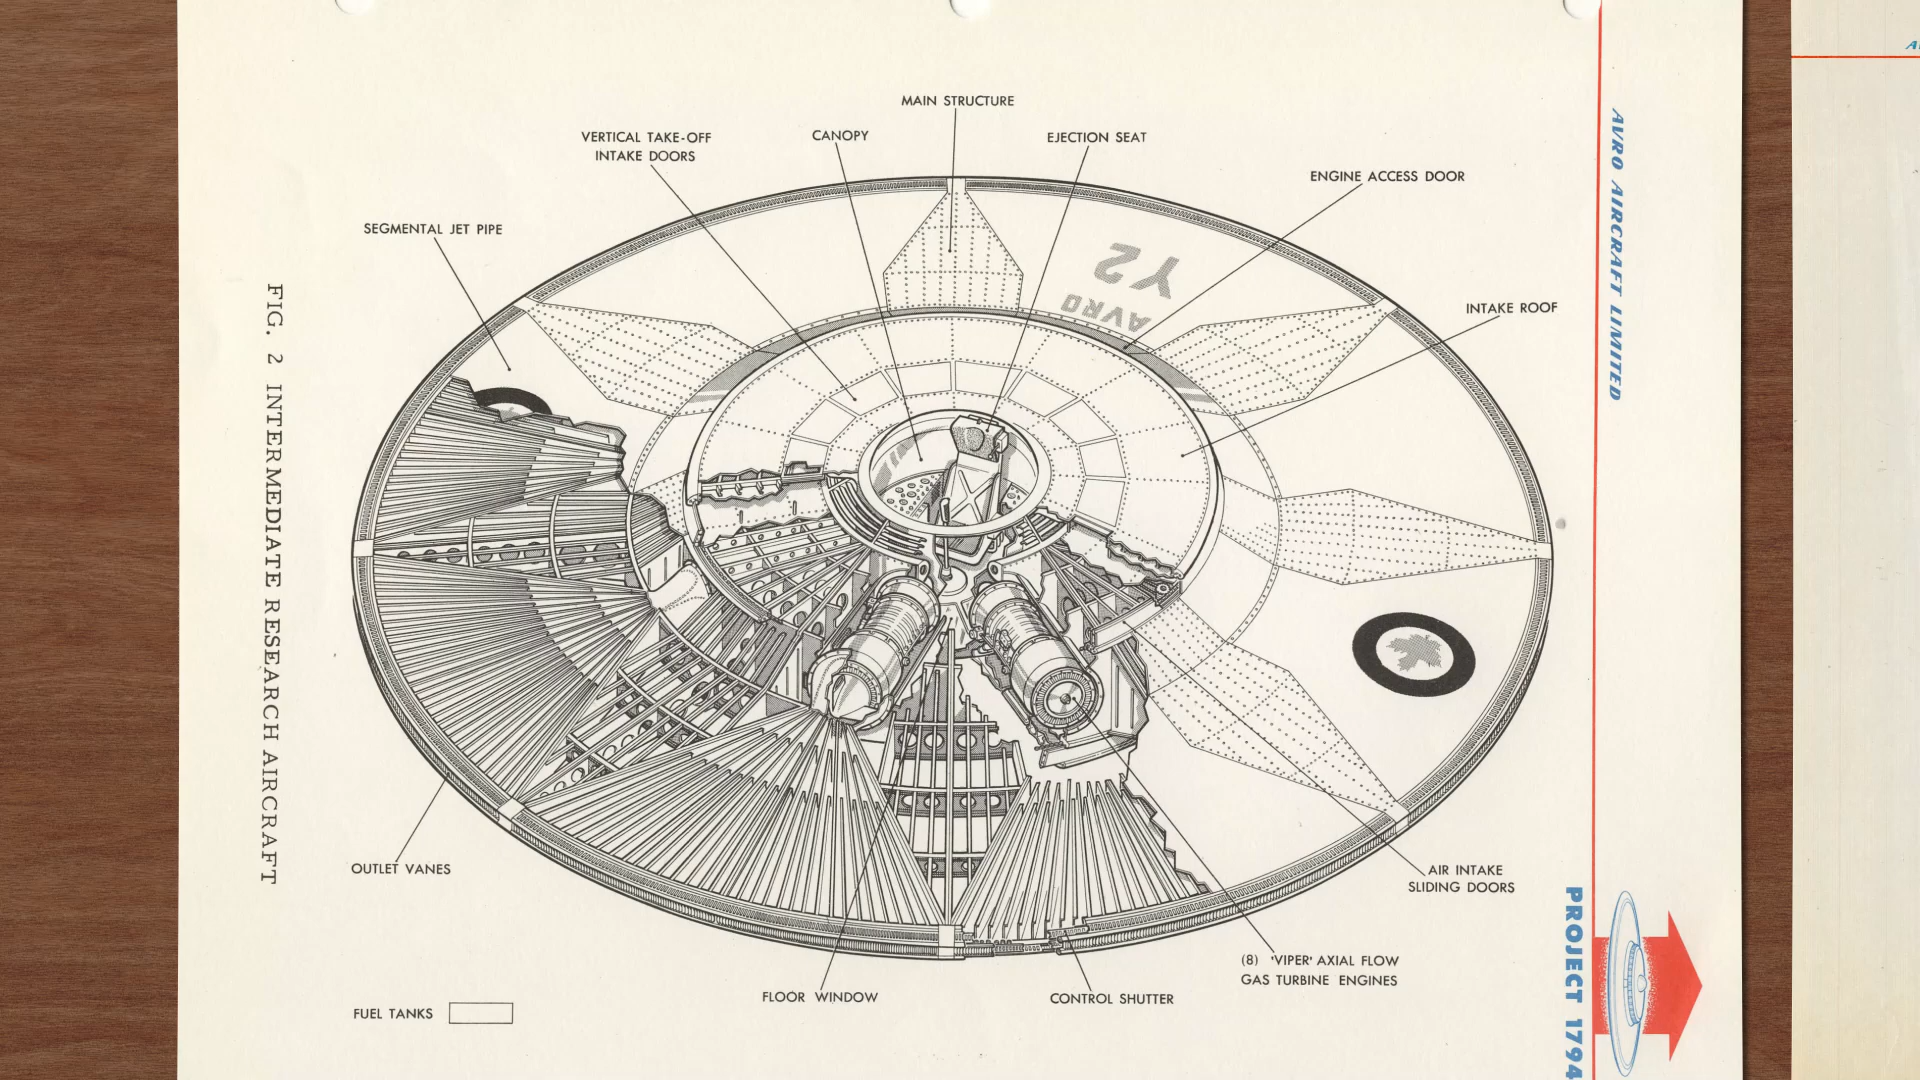 MAIN STRUCTURE
VERTICAL TAKE-OFF
INTAKE DOORS
CANOPY
EJECTION SEAT
ENGINE ACCESS DOOR
SEGMENTAL JET PIPE
INTAKE ROOF
AVRO
Y2
OUTLET VANES
AIR INTAKE
SLIDING DOORS
(8) 'VIPER' AXIAL FLOW
GAS TURBINE ENGINES
FLOOR WINDOW
CONTROL SHUTTER
FUEL TANKS
FIG. 2 INTERMEDIATE RESEARCH AIRCRAFT
AVRO AIRCRAFT LIMITED
PROJECT 1794